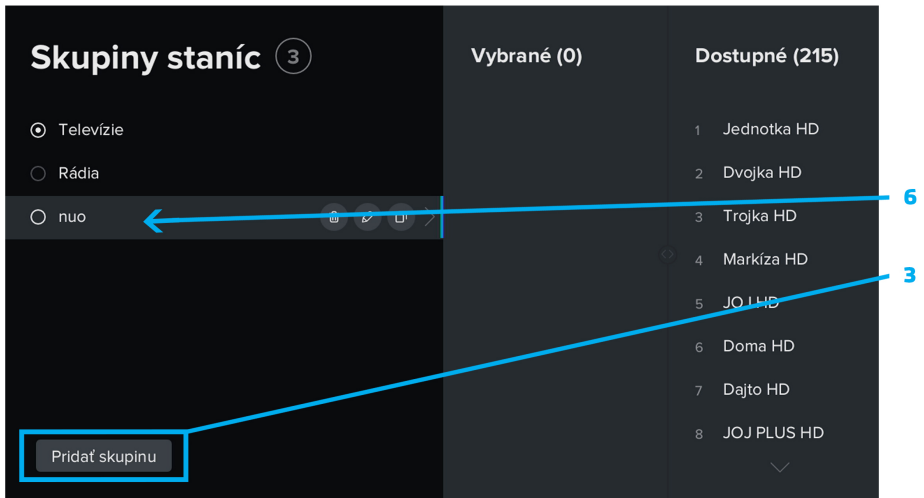 Skupiny staníc 3
Televízie
Rádia
nuo
Pridať skupinu
Vybrané (0)
Dostupné (215)
1 Jednotka HD
2 Dvojka HD
3 Trojka HD
4 Markíza HD
5 JOJ HD
6 Doma HD
7 Dajto HD
8 JOJ PLUS HD
6
3